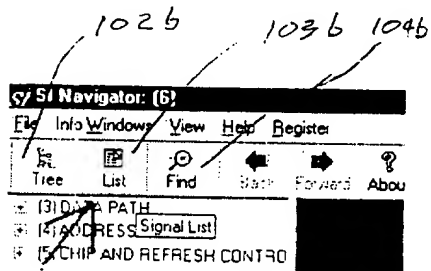 102b 103b 104b
SI Navigator: (6)
File Info Windows View Help Register
Tree List Find Back Forward Abou
(3) DATA PATH
(4) ADDRESS Signal List
(5) CHIP AND REFRESH CONTRO